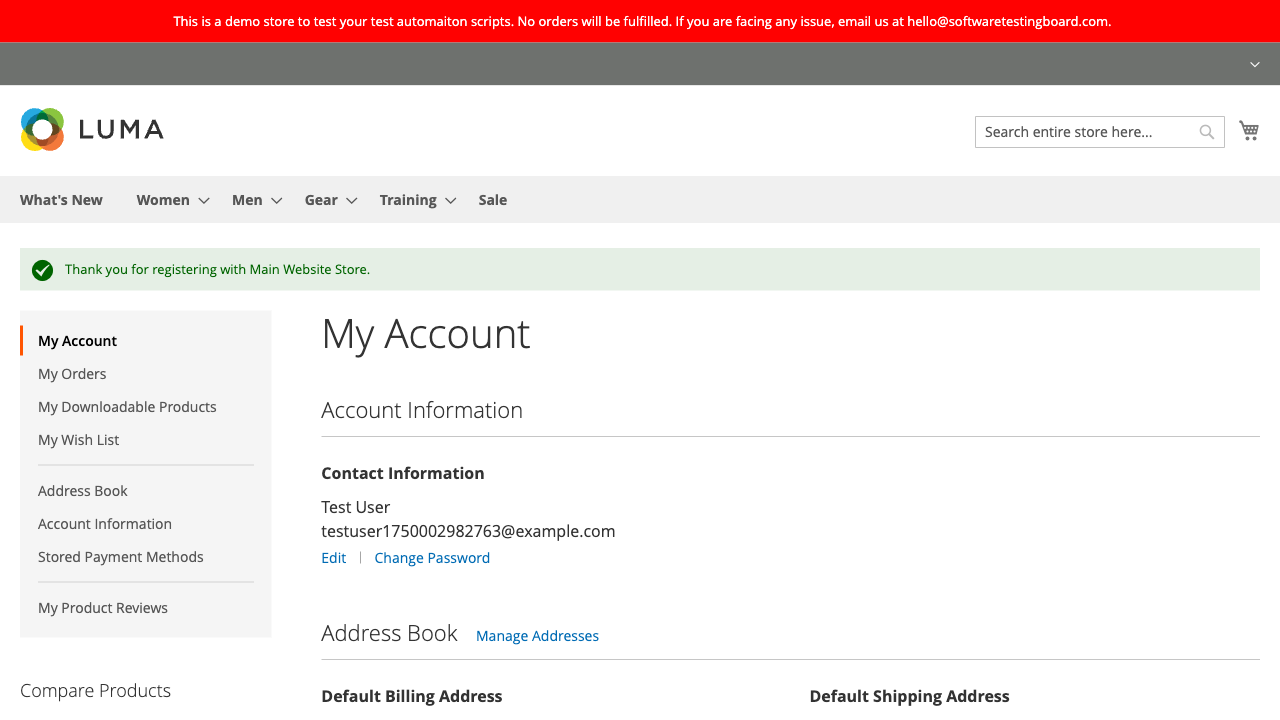 This is a demo store to test your test automaiton scripts. No orders will be fulfilled. If you are facing any issue, email us at hello@softwaretestingboard.com.
LUMA
Search entire store here...
What's New Women Men Gear Training Sale
Thank you for registering with Main Website Store.
My Account
My Orders
My Downloadable Products
My Wish List
Address Book
Account Information
Stored Payment Methods
My Product Reviews
Compare Products
My Account
Account Information
Contact Information
Test User
testuser1750002982763@example.com
Edit Change Password
Address Book Manage Addresses
Default Billing Address Default Shipping Address